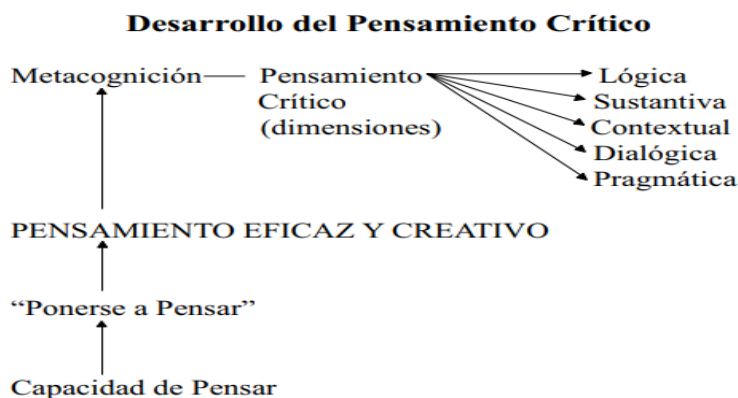 Desarrollo del Pensamiento Crítico
Metacognición Pensamiento Lógica
Crítico Sustantiva
(dimensiones) Contextual
Dialógica
Pragmática
PENSAMIENTO EFICAZ Y CREATIVO
“Ponerse a Pensar”
Capacidad de Pensar